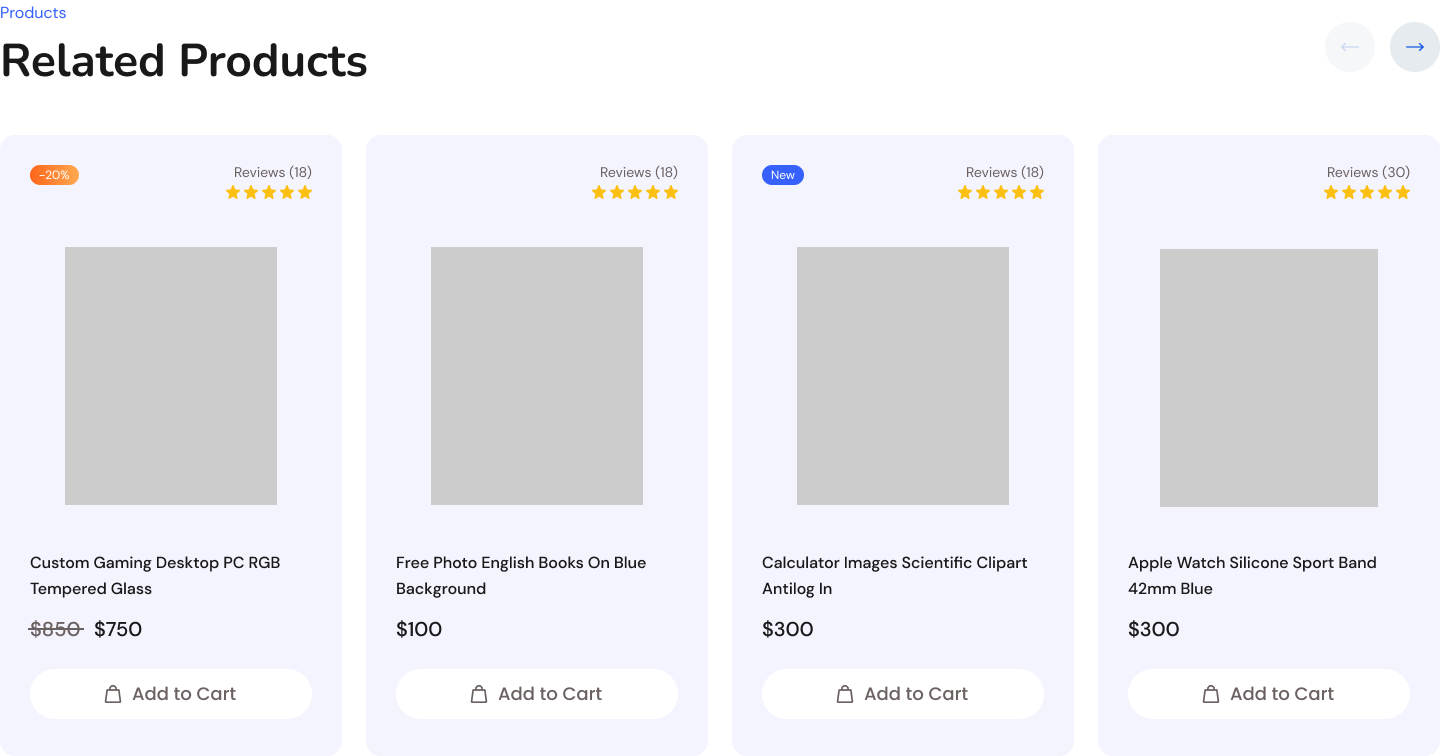 Products
Related Products
-20%
Reviews (18)
Custom Gaming Desktop PC RGB
Tempered Glass
$850 $750
Add to Cart
Reviews (18)
Free Photo English Books On Blue
Background
$100
Add to Cart
New
Reviews (18)
Calculator Images Scientific Clipart
Antilog In
$300
Add to Cart
Reviews (30)
Apple Watch Silicone Sport Band
42mm Blue
$300
Add to Cart